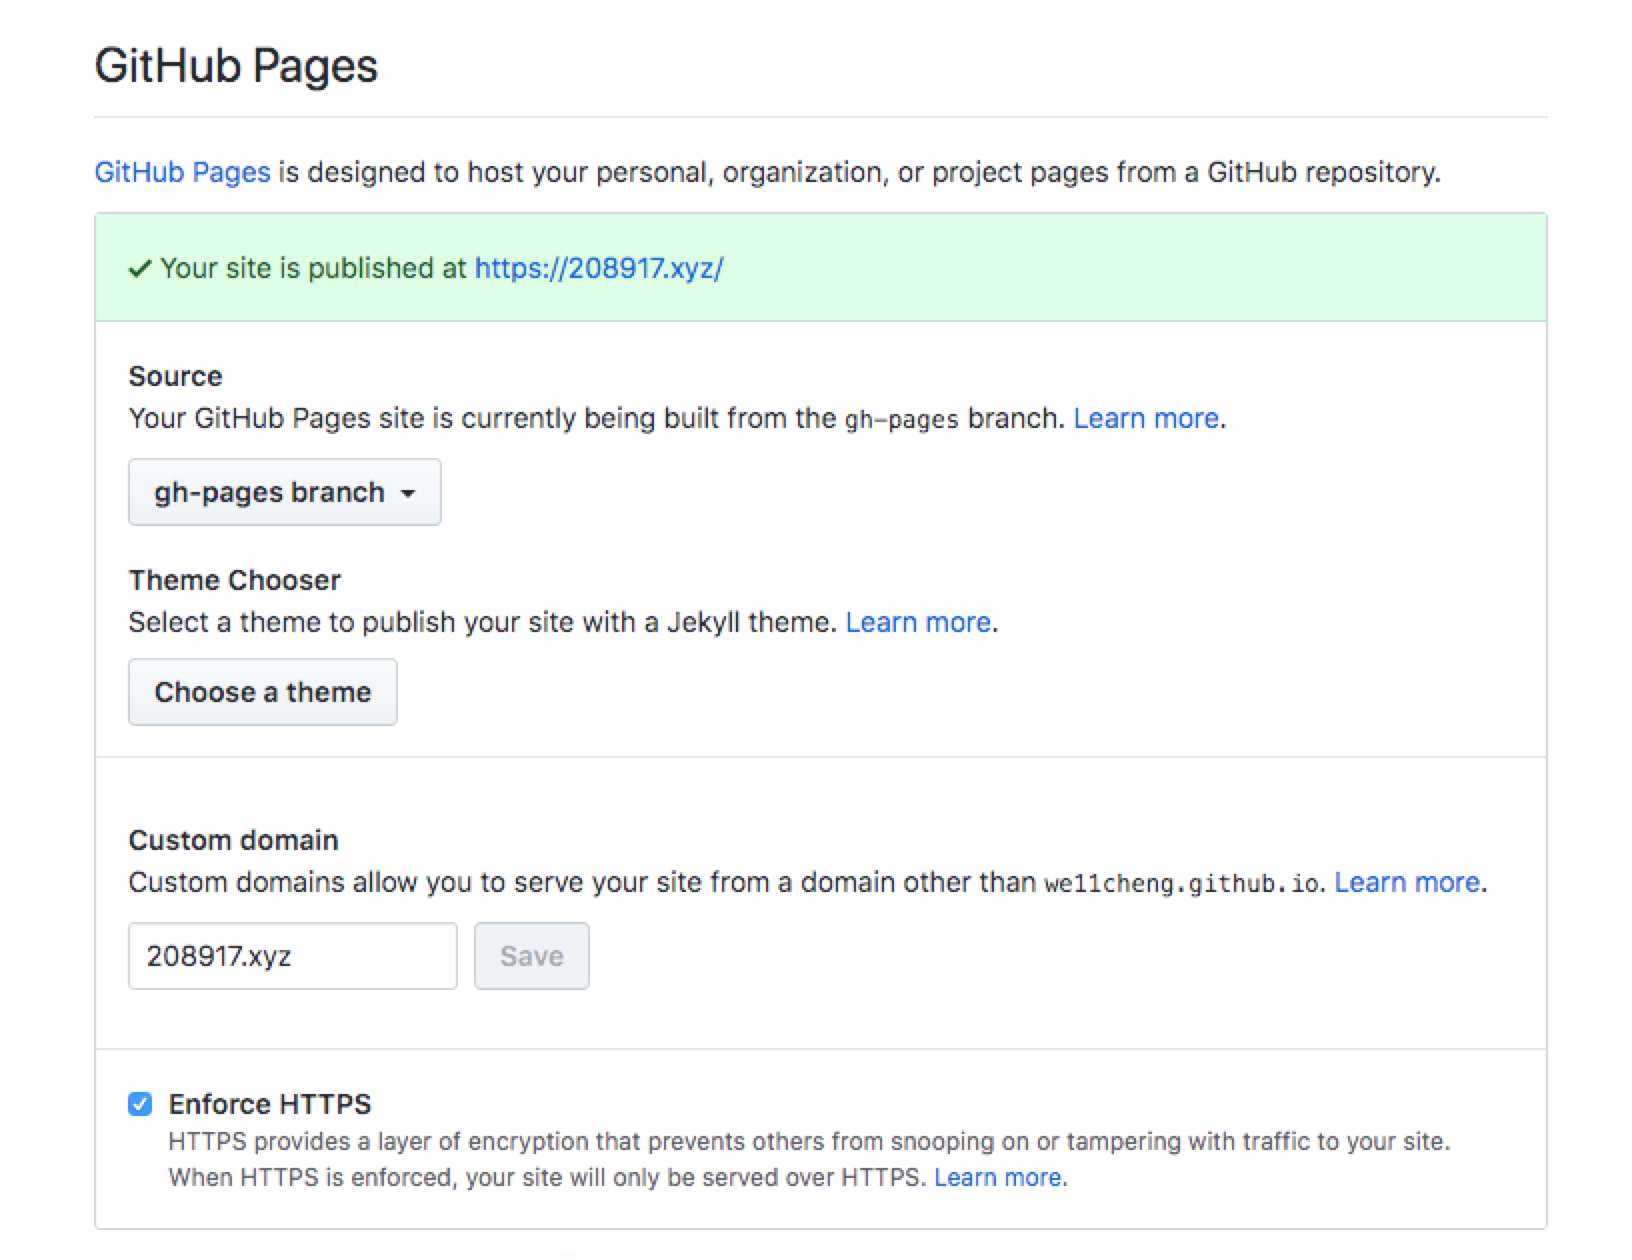 GitHub Pages
GitHub Pages is designed to host your personal, organization, or project pages from a GitHub repository.
✓ Your site is published at https://208917.xyz/
Source
Your GitHub Pages site is currently being built from the gh-pages branch. Learn more.
gh-pages branch
Theme Chooser
Select a theme to publish your site with a Jekyll theme. Learn more.
Choose a theme
Custom domain
Custom domains allow you to serve your site from a domain other than we11cheng.github.io. Learn more.
208917.xyz Save
Enforce HTTPS
HTTPS provides a layer of encryption that prevents others from snooping on or tampering with traffic to your site.
When HTTPS is enforced, your site will only be served over HTTPS. Learn more.